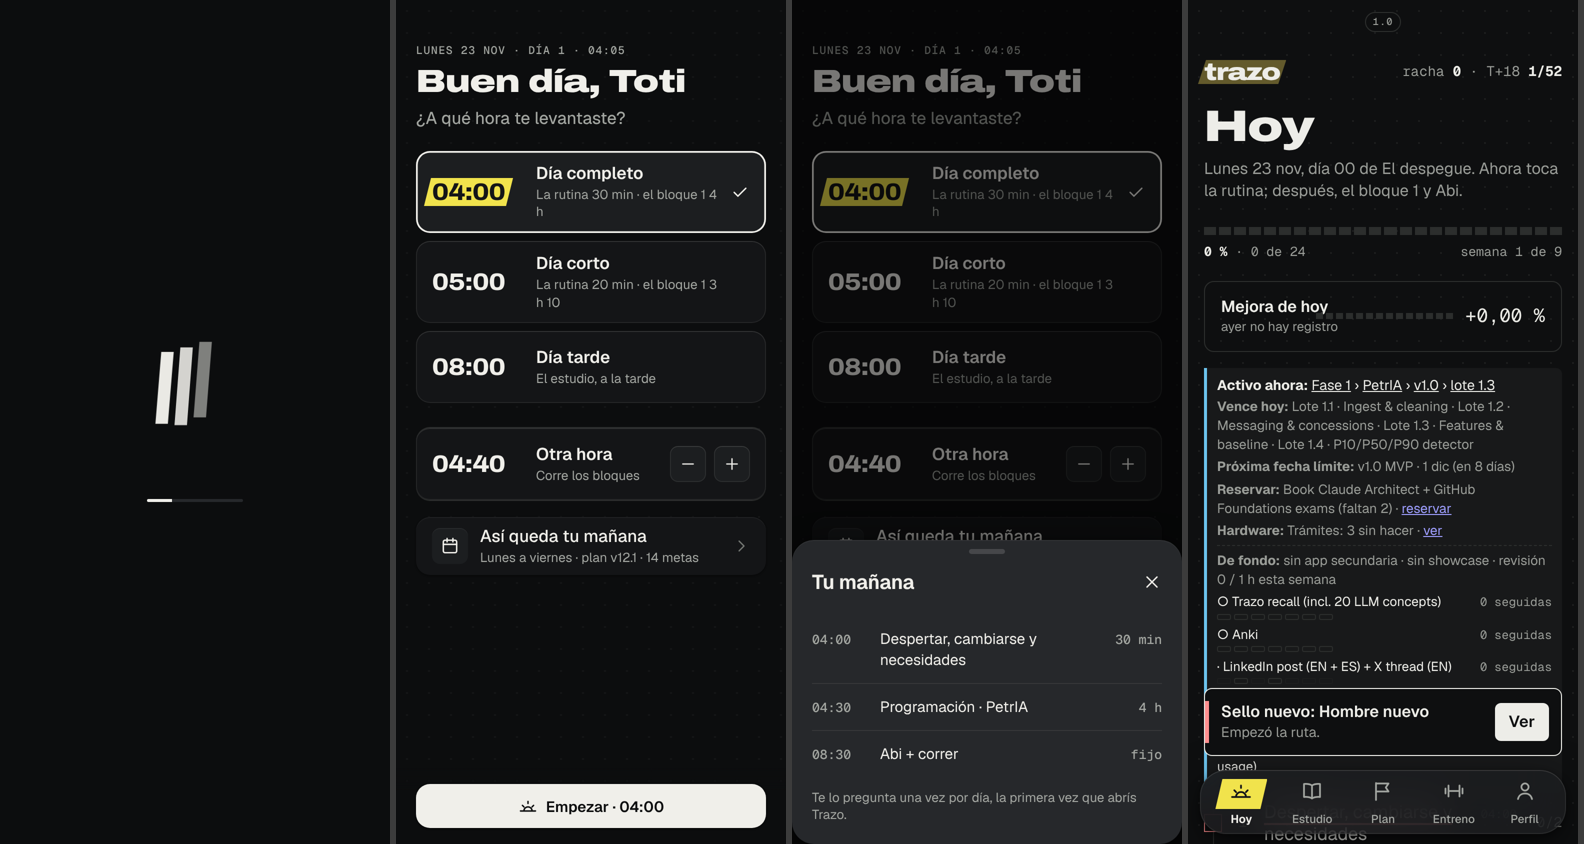 LUNES 23 NOV · DÍA 1 · 04:05
Buen día, Toti
¿A qué hora te levantaste?
04:00
Día completo
La rutina 30 min · el bloque 1 4
h
05:00
Día corto
La rutina 20 min · el bloque 1 3
h 10
08:00
Día tarde
El estudio, a la tarde
04:40
Otra hora
Corre los bloques
Así queda tu mañana
Lunes a viernes · plan v12.1 · 14 metas
Empezar · 04:00
LUNES 23 NOV · DÍA 1 · 04:05
Buen día, Toti
¿A qué hora te levantaste?
04:00
Día completo
La rutina 30 min · el bloque 1 4
h
05:00
Día corto
La rutina 20 min · el bloque 1 3
h 10
08:00
Día tarde
El estudio, a la tarde
04:40
Otra hora
Corre los bloques
Así queda tu mañana
Tu mañana
04:00 Despertar, cambiarse y 30 min
necesidades
04:30 Programación · PetrIA 4 h
08:30 Abi + correr fijo
Te lo pregunta una vez por día, la primera vez que abrís
Trazo.
1.0
trazo racha 0 · T+18 1/52
Hoy
Lunes 23 nov, día 00 de El despegue. Ahora toca
la rutina; después, el bloque 1 y Abi.
0 % · 0 de 24 semana 1 de 9
Mejora de hoy
ayer no hay registro
+0,00 %
Activo ahora: Fase 1 › PetrIA › v1.0 › lote 1.3
Vence hoy: Lote 1.1 · Ingest & cleaning · Lote 1.2 ·
Messaging & concessions · Lote 1.3 · Features &
baseline · Lote 1.4 · P10/P50/P90 detector
Próxima fecha límite: v1.0 MVP · 1 dic (en 8 días)
Reservar: Book Claude Architect + GitHub
Foundations exams (faltan 2) · reservar
Hardware: Trámites: 3 sin hacer · ver
De fondo: sin app secundaria · sin showcase · revisión
0 / 1 h esta semana
Trazo recall (incl. 20 LLM concepts) 0 seguidas
Anki 0 seguidas
· LinkedIn post (EN + ES) + X thread (EN) 0 seguidas
Sello nuevo: Hombre nuevo
Empezó la ruta.
Ver
usage)
Hoy Estudio Plan Entreno Perfil
necesidades